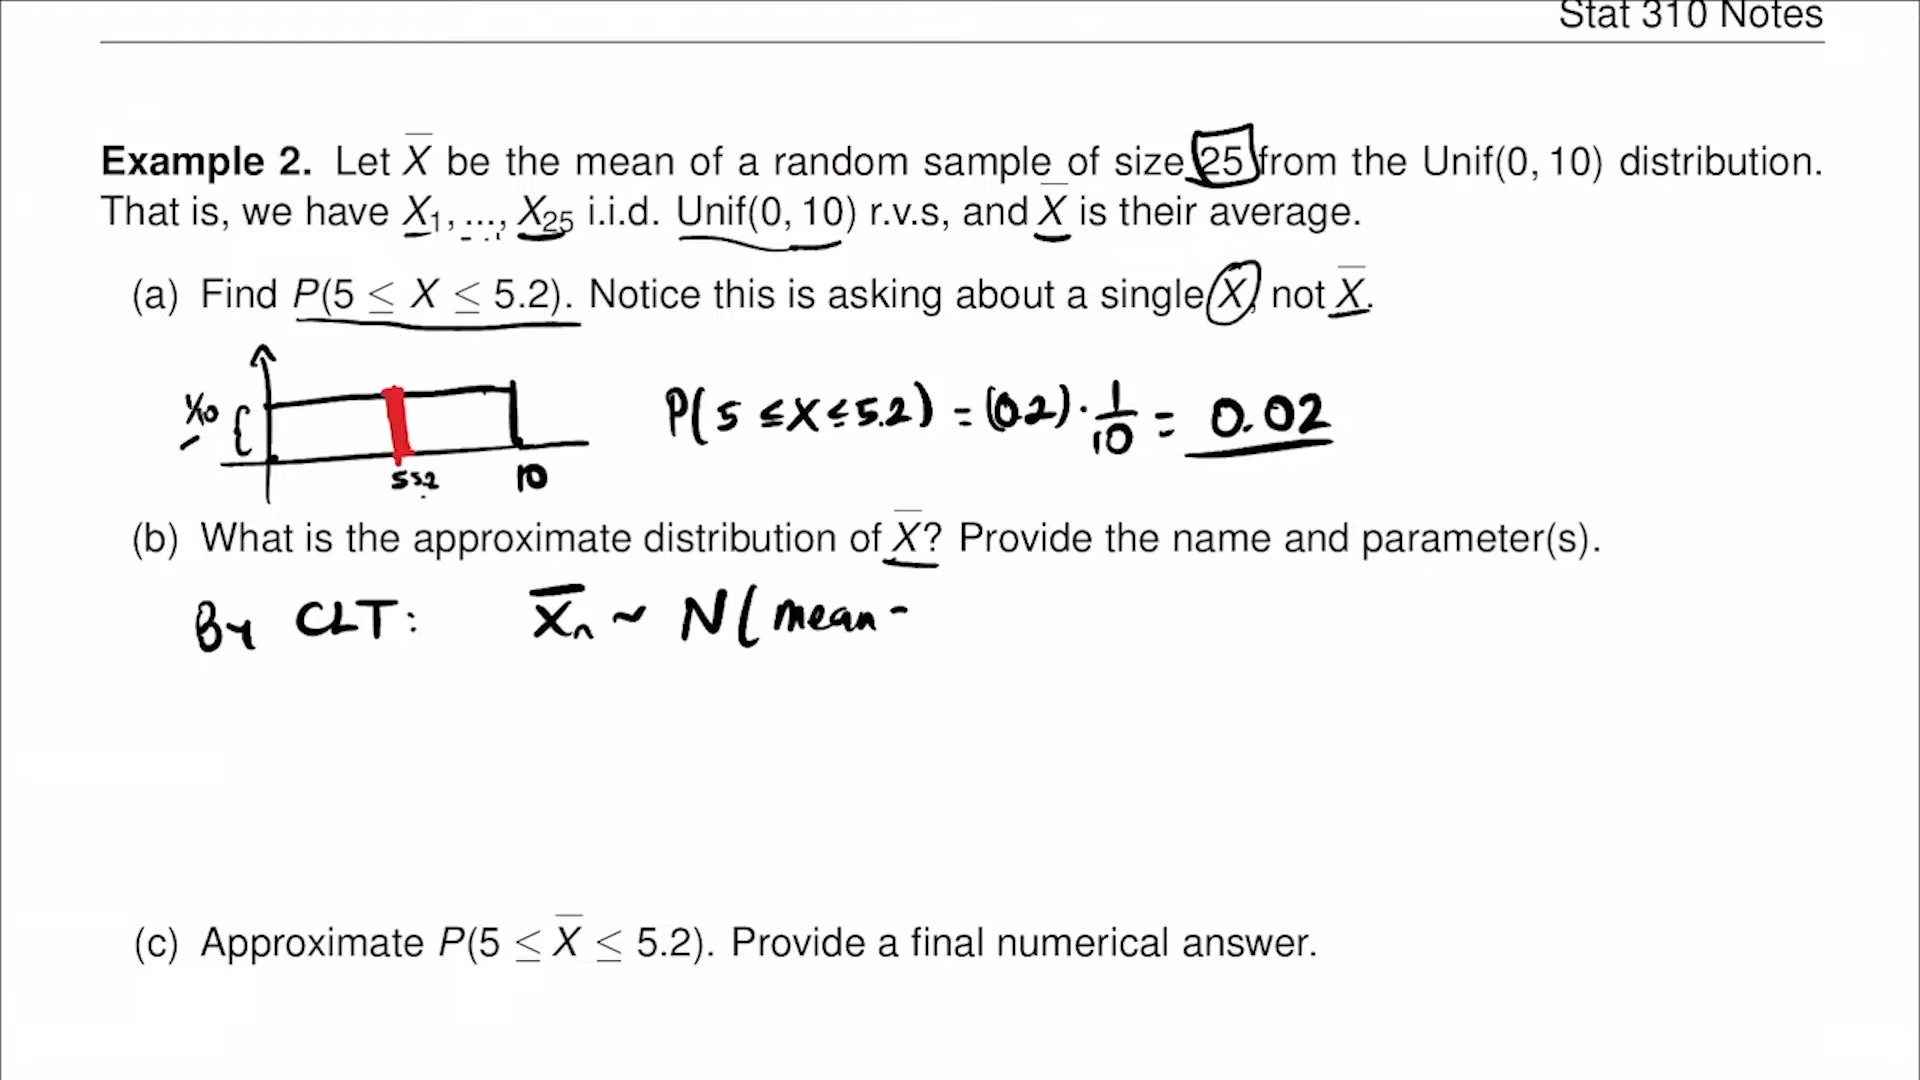 Stat 310 Notes
Example 2. Let X̅ be the mean of a random sample of size 25 from the Unif(0, 10) distribution.
That is, we have X₁, ..., X₂₅ i.i.d. Unif(0, 10) r.v.s, and X̅ is their average.
(a) Find P(5 ≤ X ≤ 5.2). Notice this is asking about a single X, not X̅.
1/10
P(5 ≤ X ≤ 5.2) = (0.2) · 1/10 = 0.02
5 5.2 10
(b) What is the approximate distribution of X̅? Provide the name and parameter(s).
By CLT: X̅ₙ ~ N(mean -
(c) Approximate P(5 ≤ X̅ ≤ 5.2). Provide a final numerical answer.